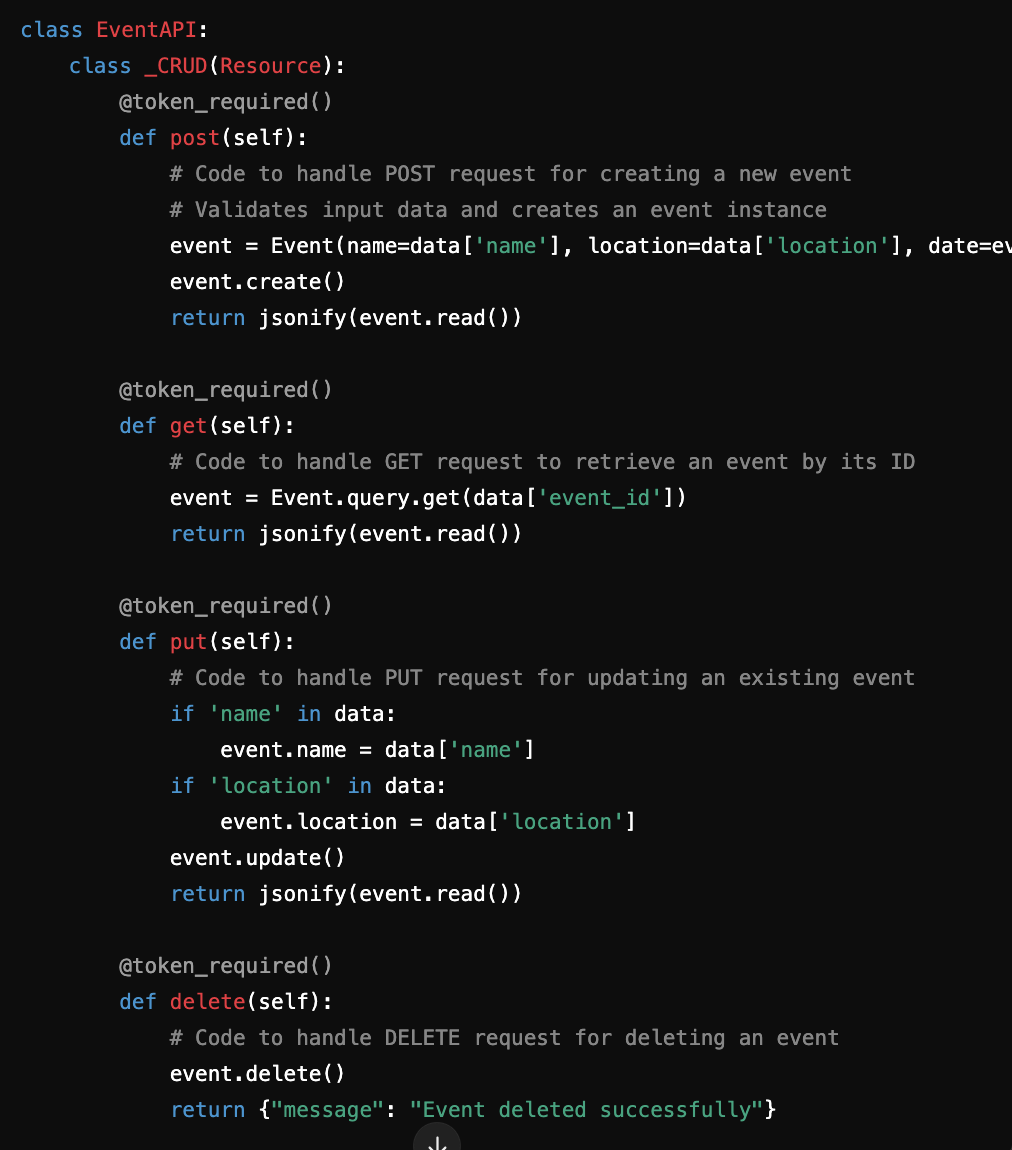 class EventAPI:
    class _CRUD(Resource):
        @token_required()
        def post(self):
            # Code to handle POST request for creating a new event
            # Validates input data and creates an event instance
            event = Event(name=data['name'], location=data['location'], date=ev
            event.create()
            return jsonify(event.read())

        @token_required()
        def get(self):
            # Code to handle GET request to retrieve an event by its ID
            event = Event.query.get(data['event_id'])
            return jsonify(event.read())

        @token_required()
        def put(self):
            # Code to handle PUT request for updating an existing event
            if 'name' in data:
                event.name = data['name']
            if 'location' in data:
                event.location = data['location']
            event.update()
            return jsonify(event.read())

        @token_required()
        def delete(self):
            # Code to handle DELETE request for deleting an event
            event.delete()
            return {"message": "Event deleted successfully"}